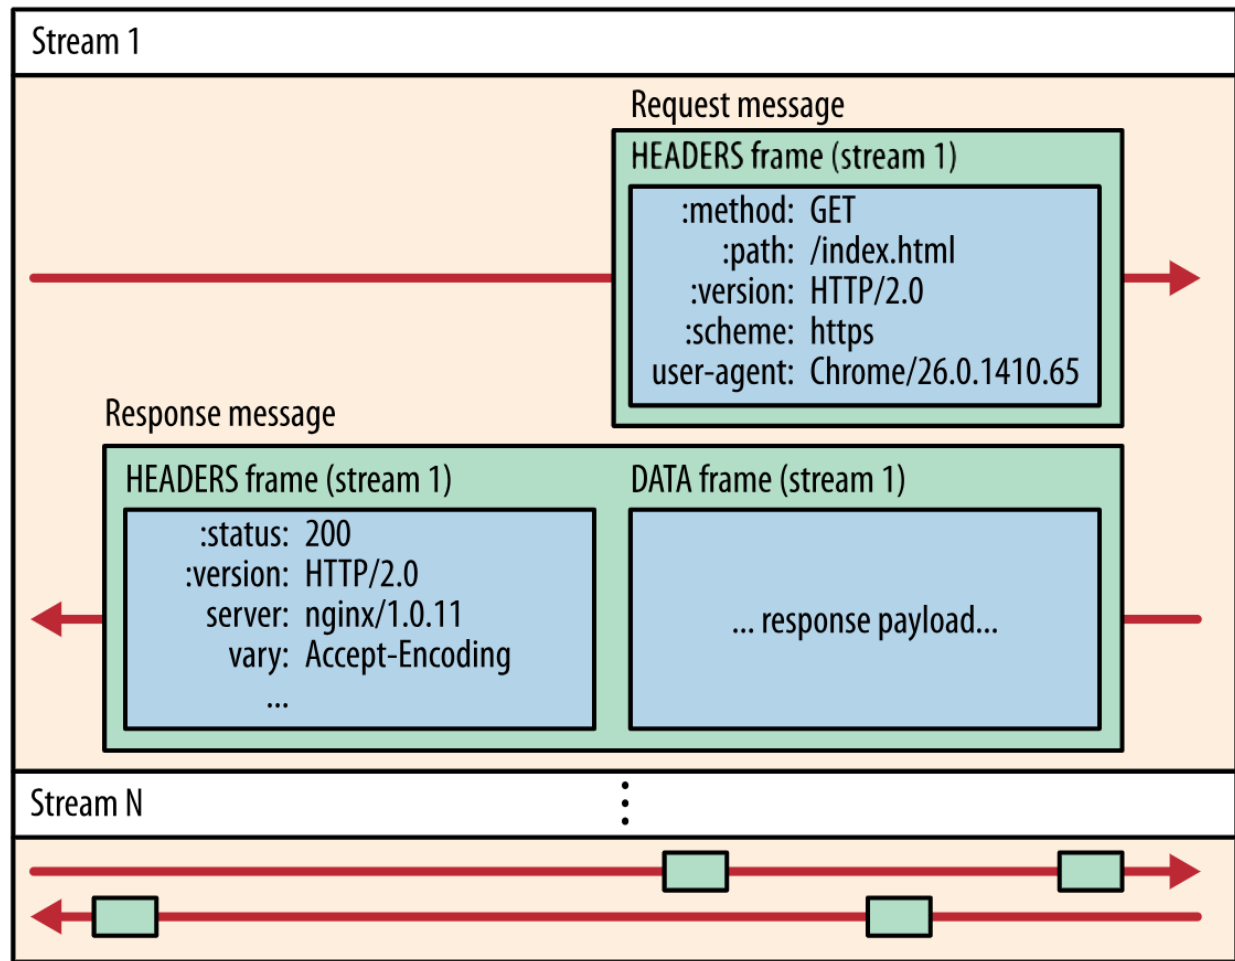 Stream 1
Request message
HEADERS frame (stream 1)
:method: GET
:path: /index.html
:version: HTTP/2.0
:scheme: https
user-agent: Chrome/26.0.1410.65
Response message
HEADERS frame (stream 1)
:status: 200
:version: HTTP/2.0
server: nginx/1.0.11
vary: Accept-Encoding
...
DATA frame (stream 1)
... response payload...
Stream N